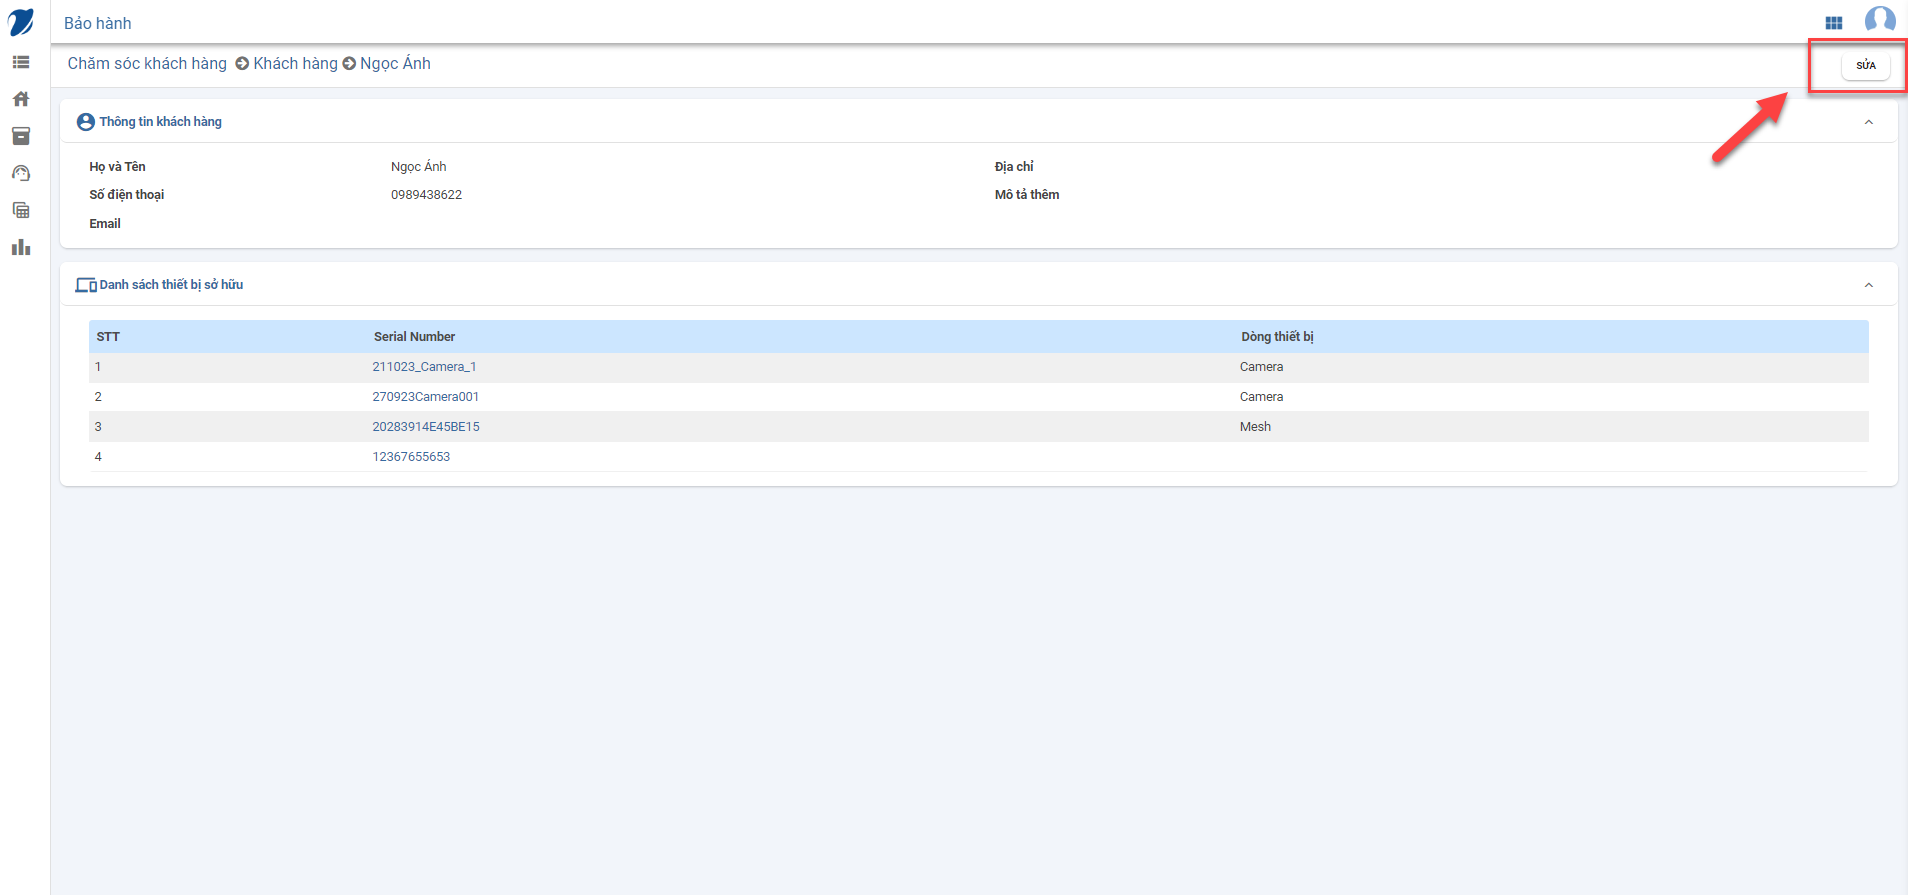 Bảo hành
Chăm sóc khách hàng Khách hàng Ngọc Ánh
SỬA
Thông tin khách hàng
Họ và Tên Ngọc Ánh Địa chỉ
Số điện thoại 0989438622 Mô tả thêm
Email
Danh sách thiết bị sở hữu
STT Serial Number Dòng thiết bị
1 211023_Camera_1 Camera
2 270923Camera001 Camera
3 20283914E45BE15 Mesh
4 12367655653